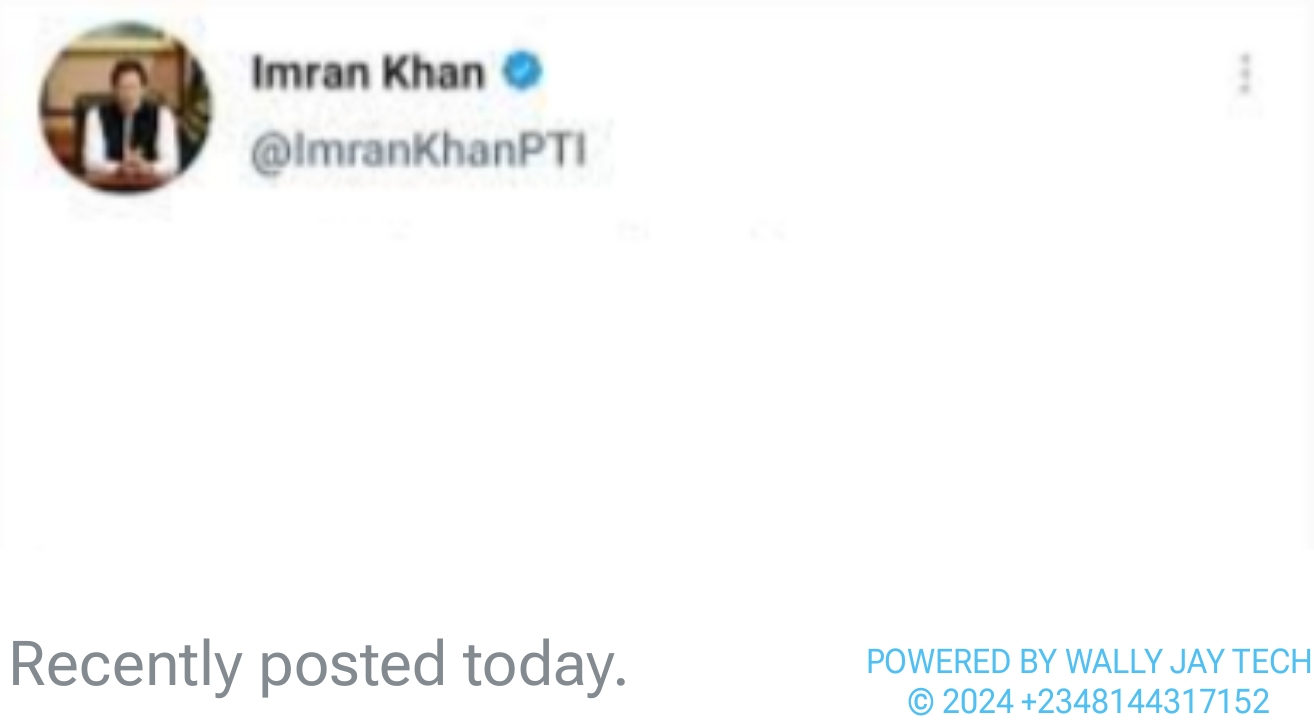 Imran Khan
@ImranKhanPTI
Recently posted today.
POWERED BY WALLY JAY TECH
© 2024 +2348144317152